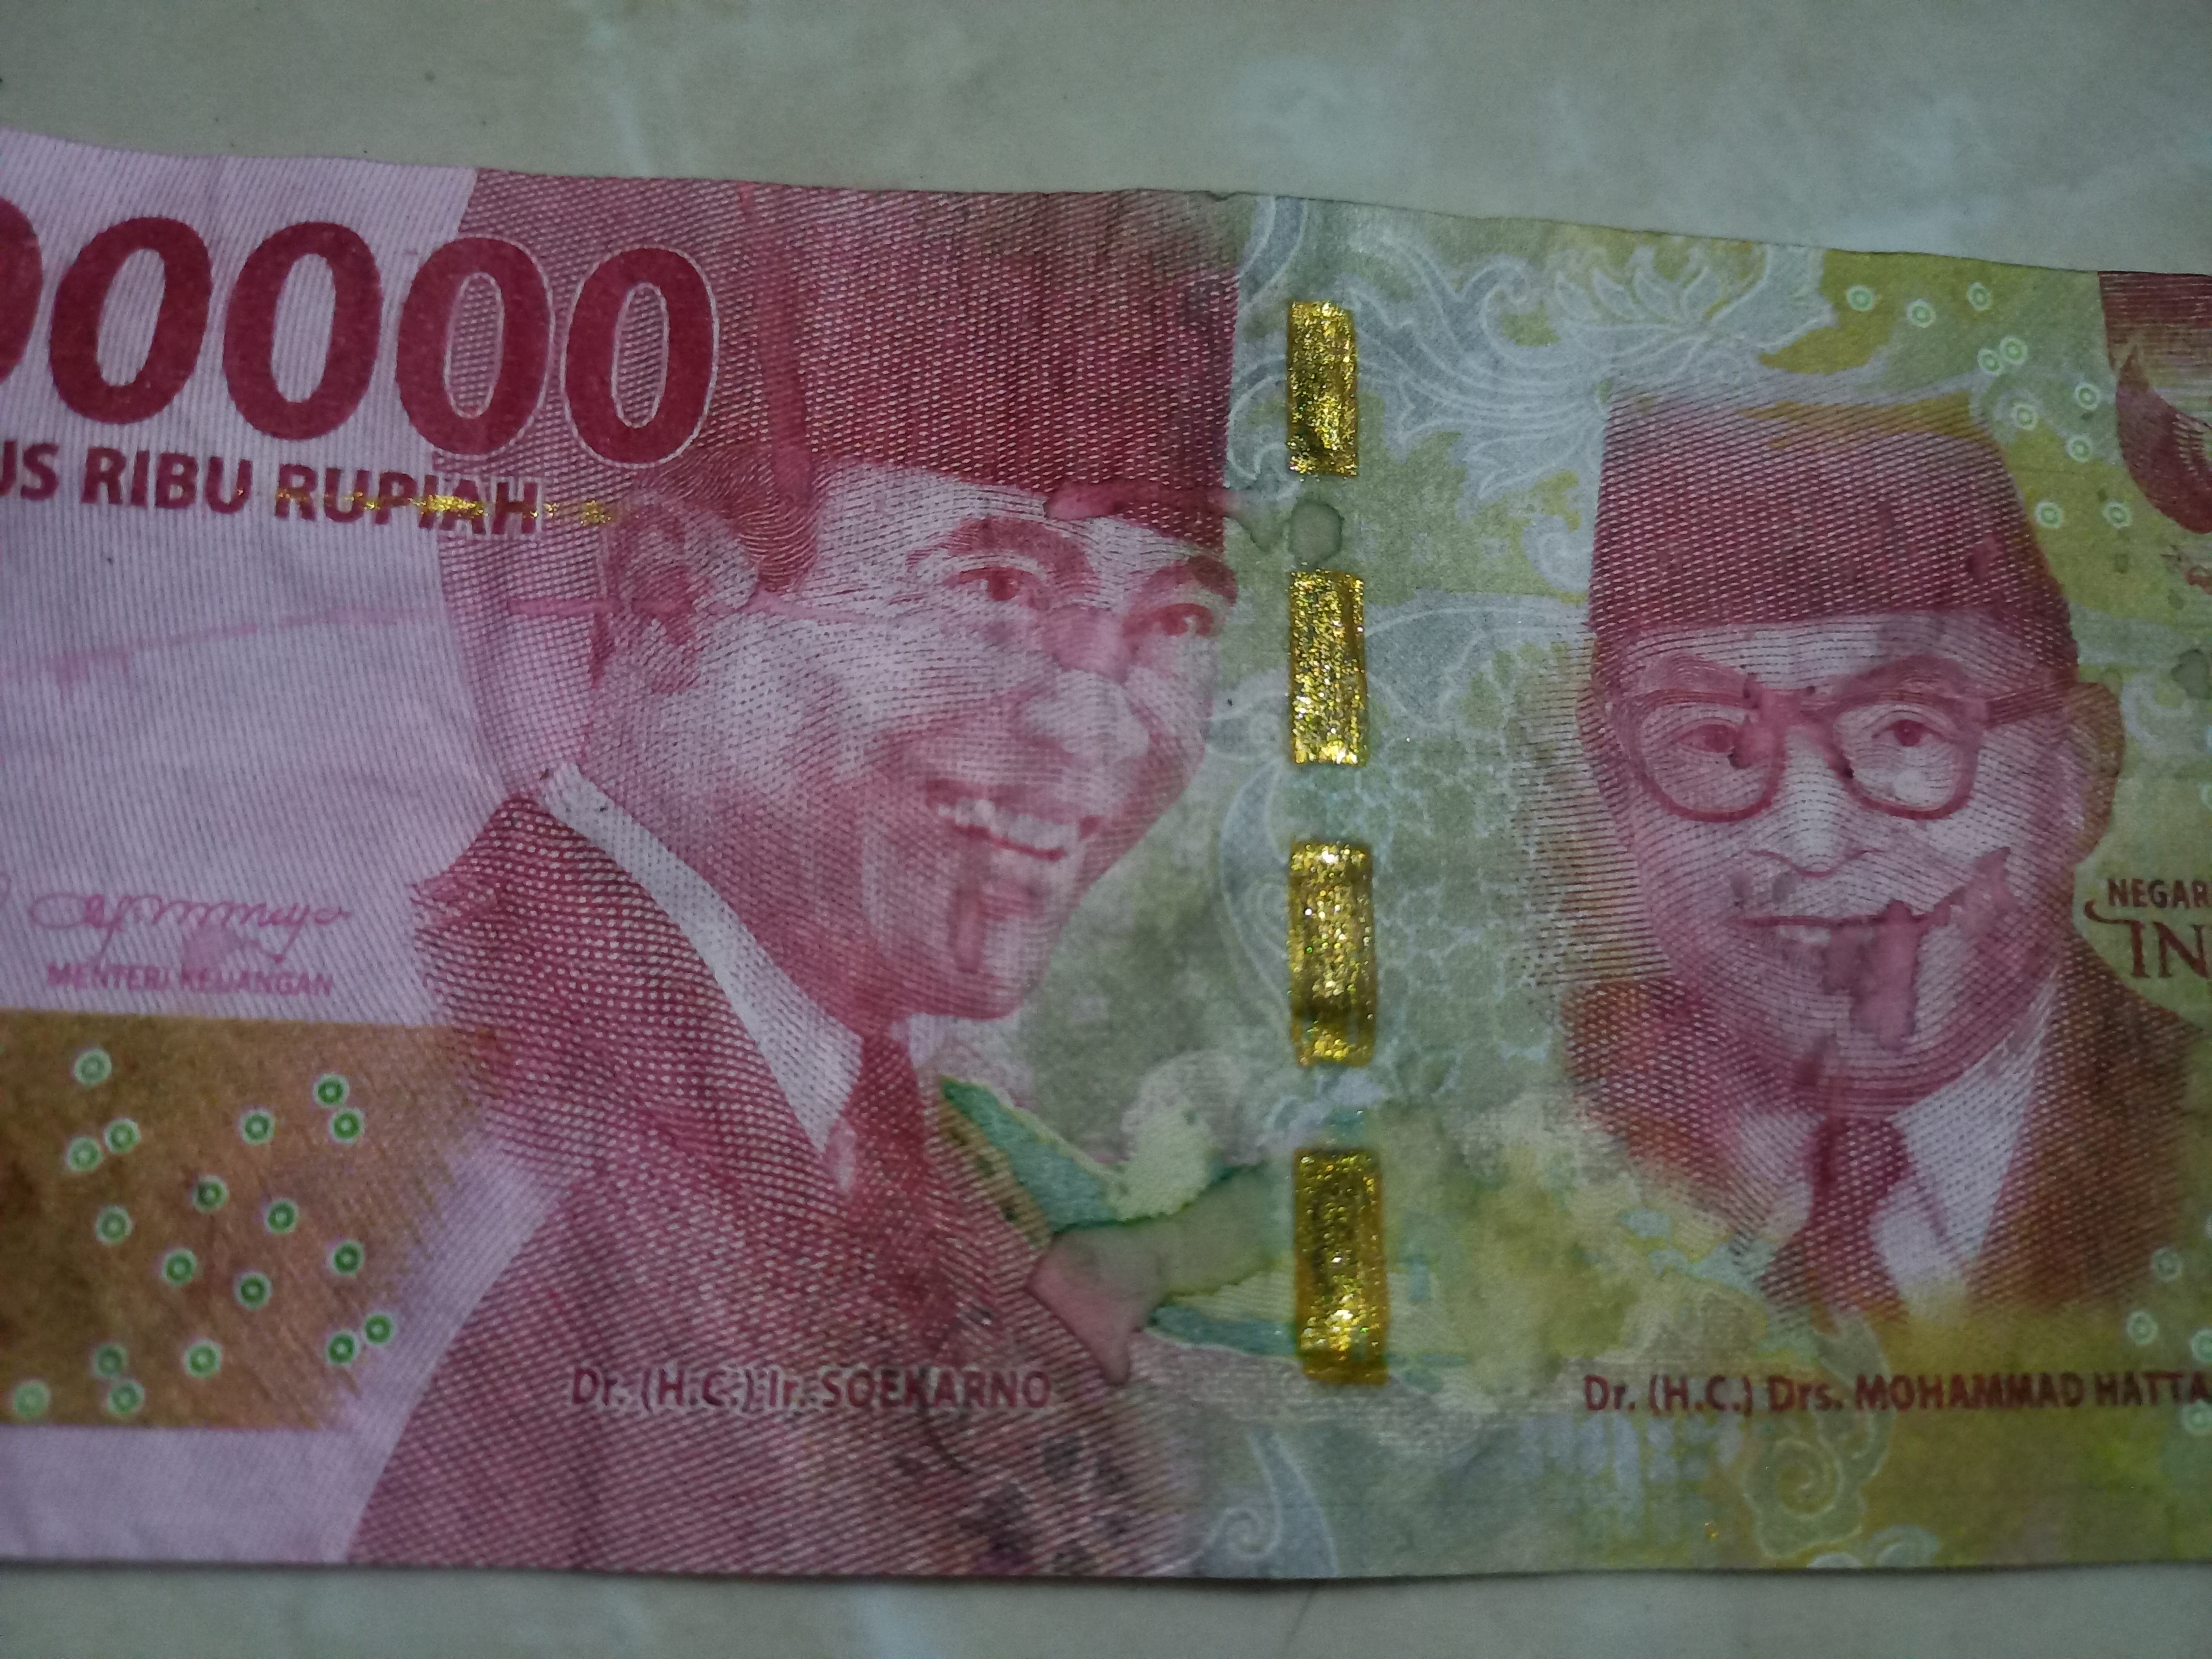 00000
US RIBU RUPIAH
MENTERI KEUANGAN
Dr. (H.C.) Ir. SOEKARNO
Dr. (H.C.) Drs. MOHAMMAD HATTA
NEGAR
IN